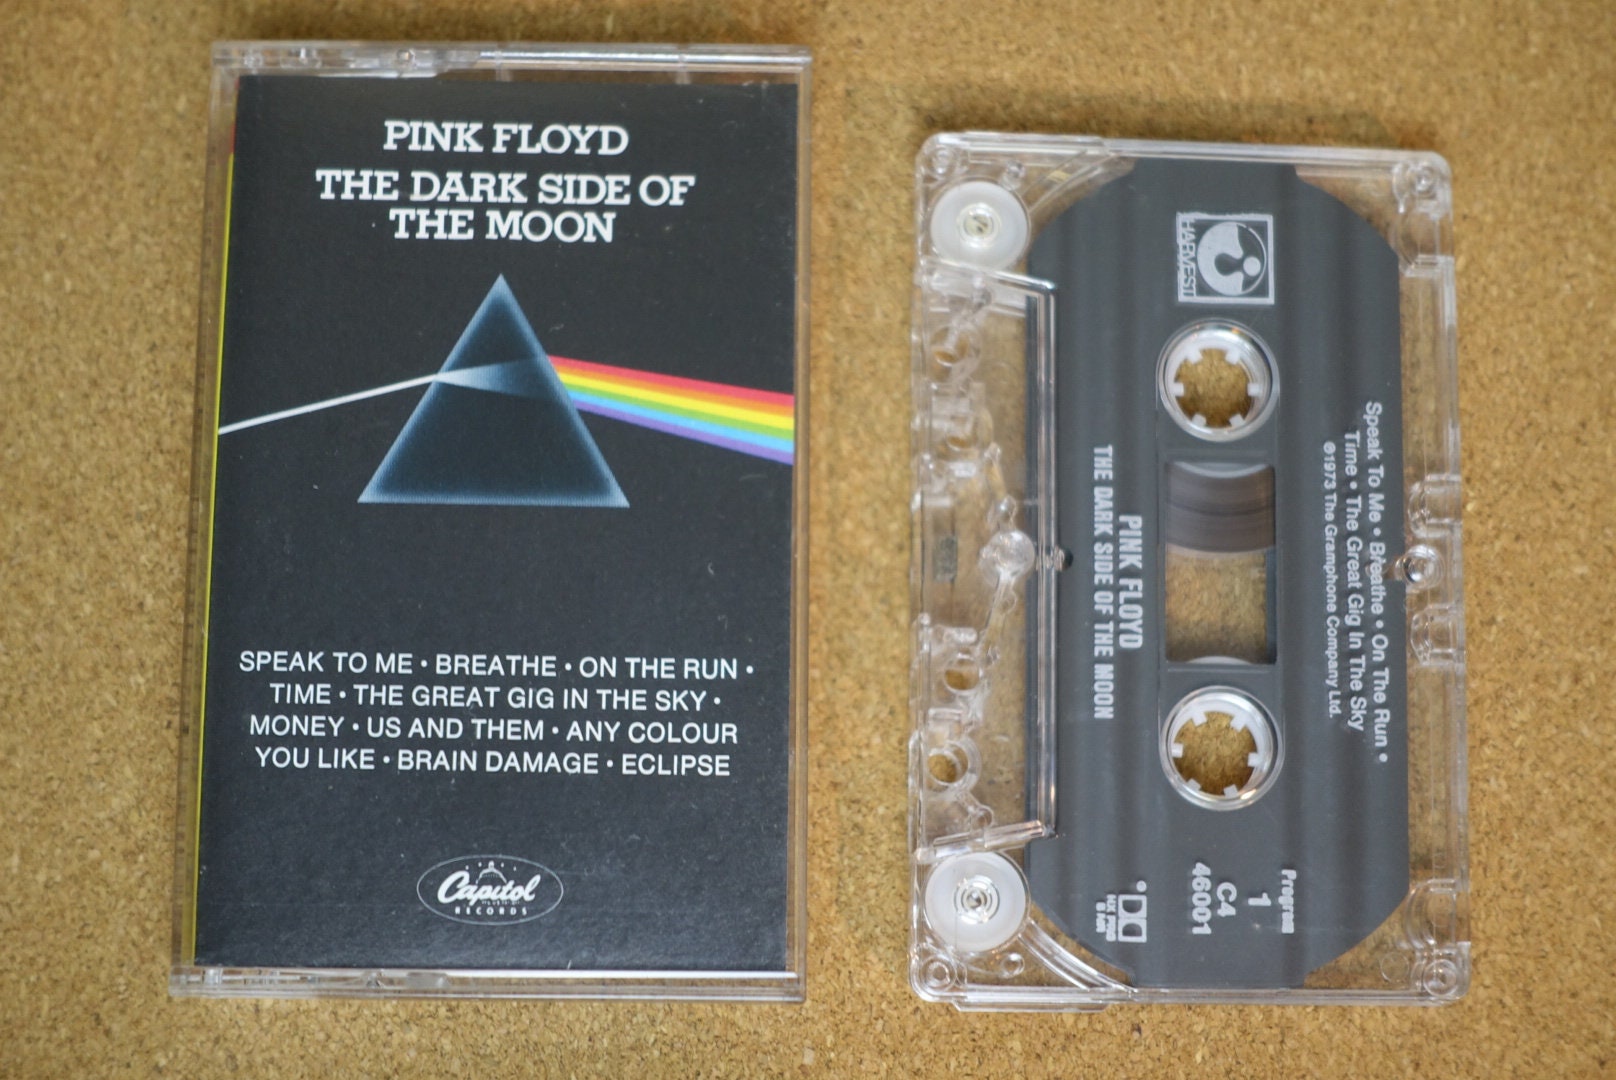 PINK FLOYD
THE DARK SIDE OF
THE MOON
SPEAK TO ME • BREATHE • ON THE RUN •
TIME • THE GREAT GIG IN THE SKY •
MONEY • US AND THEM • ANY COLOUR
YOU LIKE • BRAIN DAMAGE • ECLIPSE
Capitol
RECORDS
HARVEST
Speak To Me • Breathe • On The Run •
Time • The Great Gig In The Sky
℗1973 The Gramphone Company Ltd.
PINK FLOYD
THE DARK SIDE OF THE MOON
Program
1
C4
46001
HX PRO